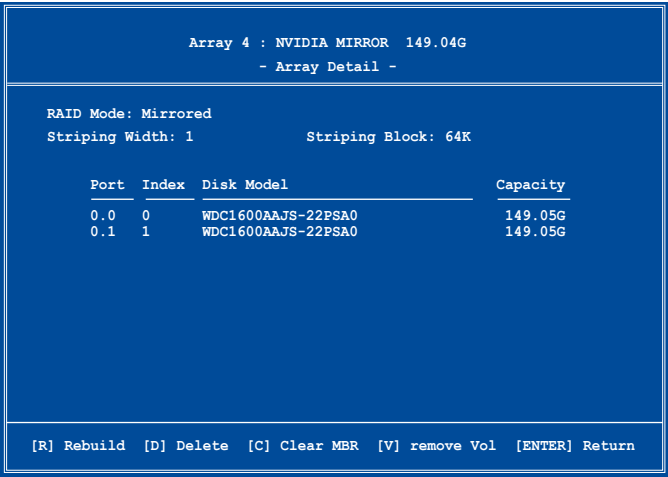 Array 4 : NVIDIA MIRROR 149.04G
- Array Detail -
RAID Mode: Mirrored
Striping Width: 1 Striping Block: 64K
Port Index Disk Model Capacity
0.0 0 WDC1600AAJS-22PSA0 149.05G
0.1 1 WDC1600AAJS-22PSA0 149.05G
[R] Rebuild [D] Delete [C] Clear MBR [V] remove Vol [ENTER] Return